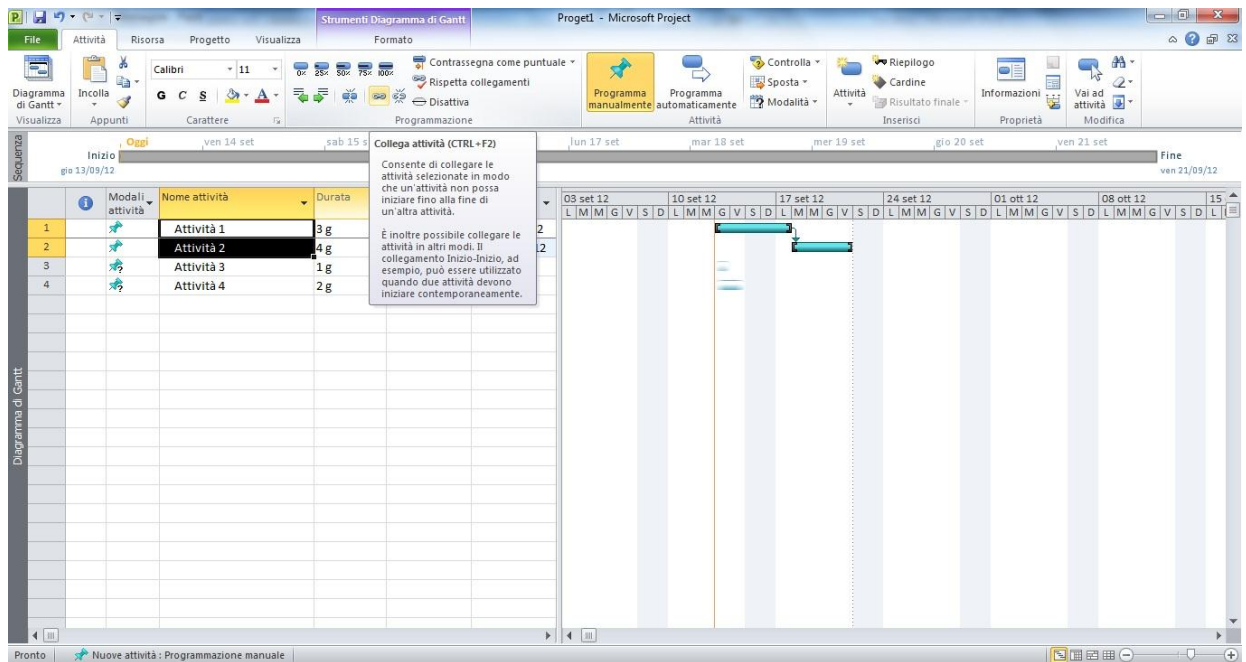 Strumenti Diagramma di Gantt
Proget1 - Microsoft Project
File Attività Risorsa Progetto Visualizza Formato
Diagramma di Gantt
Visualizza
Incolla
Appunti
Calibri 11
G C S A
Carattere
0% 25% 50% 75% 100%
Contrassegna come puntuale
Rispetta collegamenti
Disattiva
Programmazione
Programma manualmente
Programma automaticamente
Controlla
Sposta
Modalità
Attività
Attività
Riepilogo
Cardine
Risultato finale
Inserisci
Informazioni
Proprietà
Vai ad attività
Modifica
Sequenza
Oggi
ven 14 set
sab 15 s
lun 17 set
mar 18 set
mer 19 set
gio 20 set
ven 21 set
Inizio
gio 13/09/12
Fine
ven 21/09/12
Collega attività (CTRL+F2)
Consente di collegare le
attività selezionate in modo
che un'attività non possa
iniziare fino alla fine di
un'altra attività.
È inoltre possibile collegare le
attività in altri modi. Il
collegamento Inizio-Inizio, ad
esempio, può essere utilizzato
quando due attività devono
iniziare contemporaneamente.
Modali attività
Nome attività
Durata
03 set 12 10 set 12 17 set 12 24 set 12 01 ott 12 08 ott 12 15
L M M G V S D L M M G V S D L M M G V S D L M M G V S D L M M G V S D L M M G V S D L
1 Attività 1 3 g 2
2 Attività 2 4 g 12
3 Attività 3 1 g
4 Attività 4 2 g
Diagramma di Gantt
Pronto
Nuove attività : Programmazione manuale